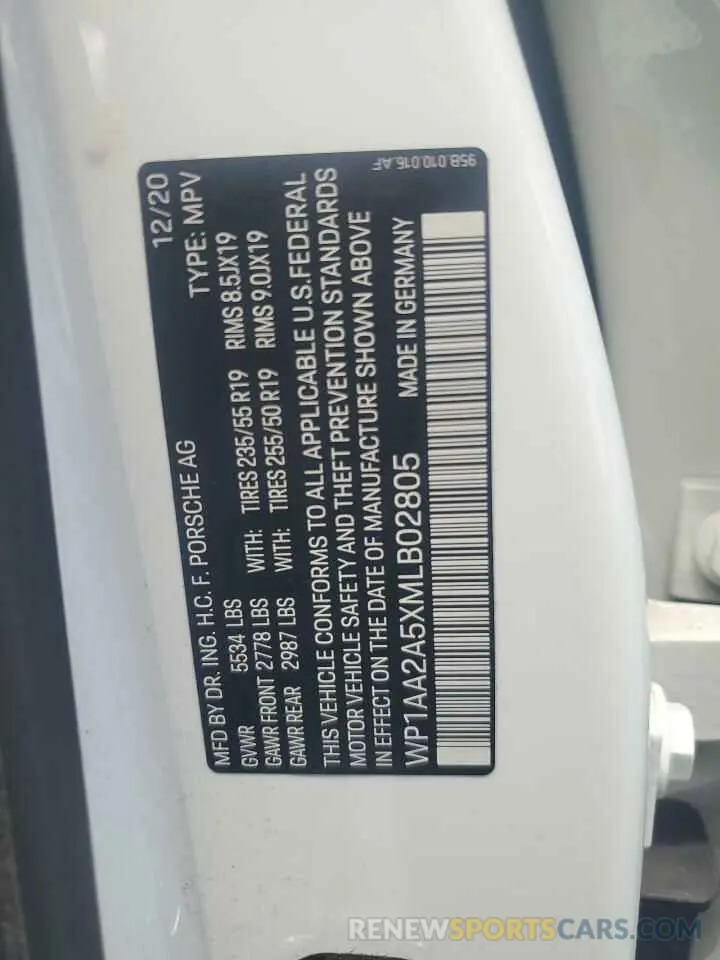 MFD BY DR. ING. H.C. F. PORSCHE AG 12/20
GVWR 5534 LBS TYPE: MPV
GAWR FRONT 2778 LBS WITH: TIRES 235/55 R19 RIMS 8.5JX19
GAWR REAR 2987 LBS WITH: TIRES 255/50 R19 RIMS 9.0JX19
THIS VEHICLE CONFORMS TO ALL APPLICABLE U.S. FEDERAL
MOTOR VEHICLE SAFETY AND THEFT PREVENTION STANDARDS
IN EFFECT ON THE DATE OF MANUFACTURE SHOWN ABOVE
WP1AA2A5XMLB02805 MADE IN GERMANY
95B.010.016.AF
RENEWSPORTSCARS.COM